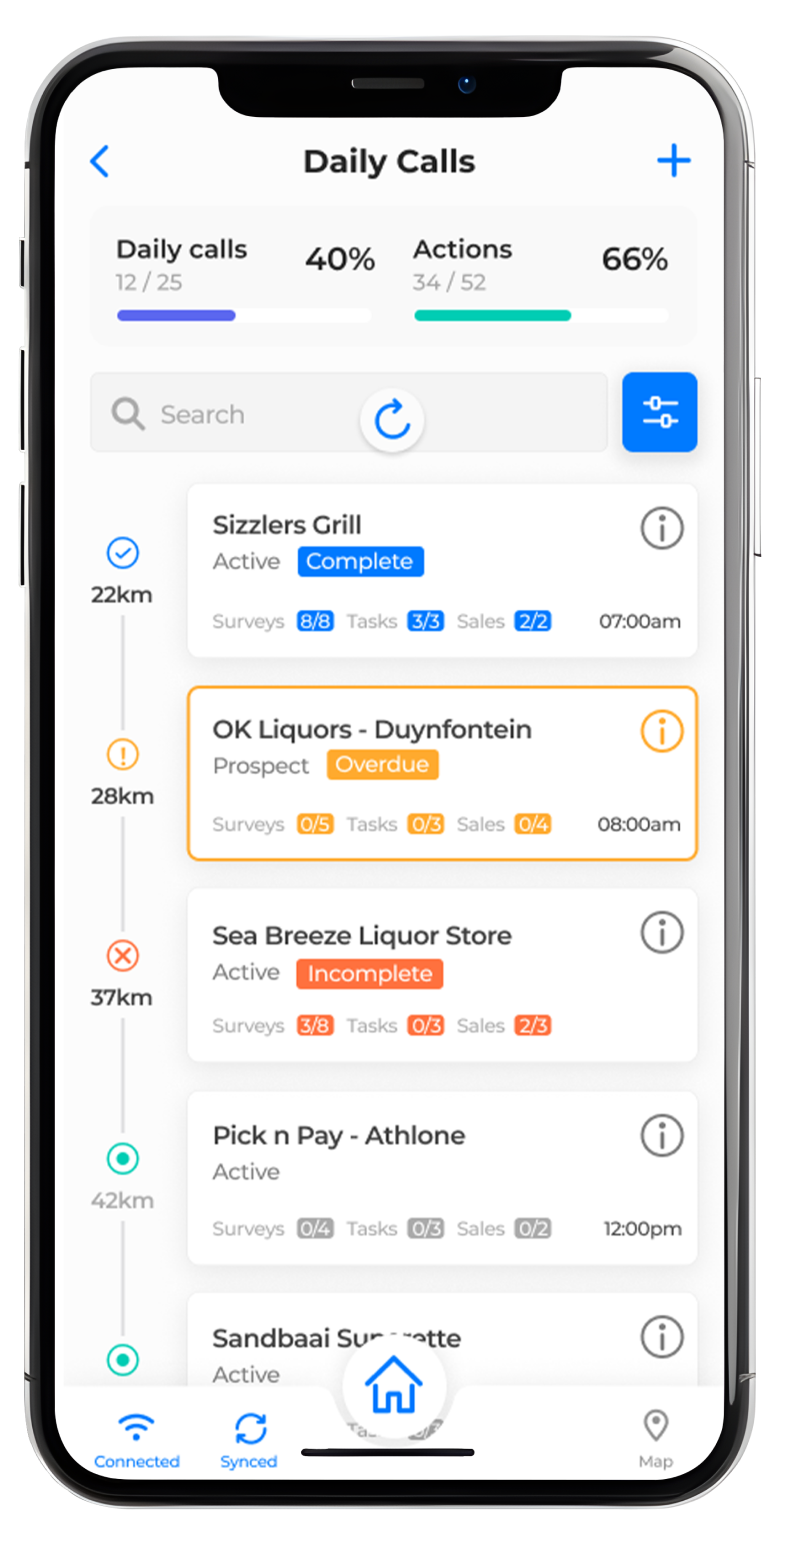 Daily Calls
Daily calls 40% Actions 66%
12 / 25 34 / 52
Search
Sizzlers Grill
Active Complete
22km
Surveys 8/8 Tasks 3/3 Sales 2/2 07:00am
OK Liquors - Duynfontein
Prospect Overdue
28km
Surveys 0/5 Tasks 0/3 Sales 0/4 08:00am
Sea Breeze Liquor Store
Active Incomplete
37km
Surveys 3/8 Tasks 0/3 Sales 2/3
Pick n Pay - Athlone
Active
42km
Surveys 0/4 Tasks 0/3 Sales 0/2 12:00pm
Sandbaai
Active
Connected Synced Map